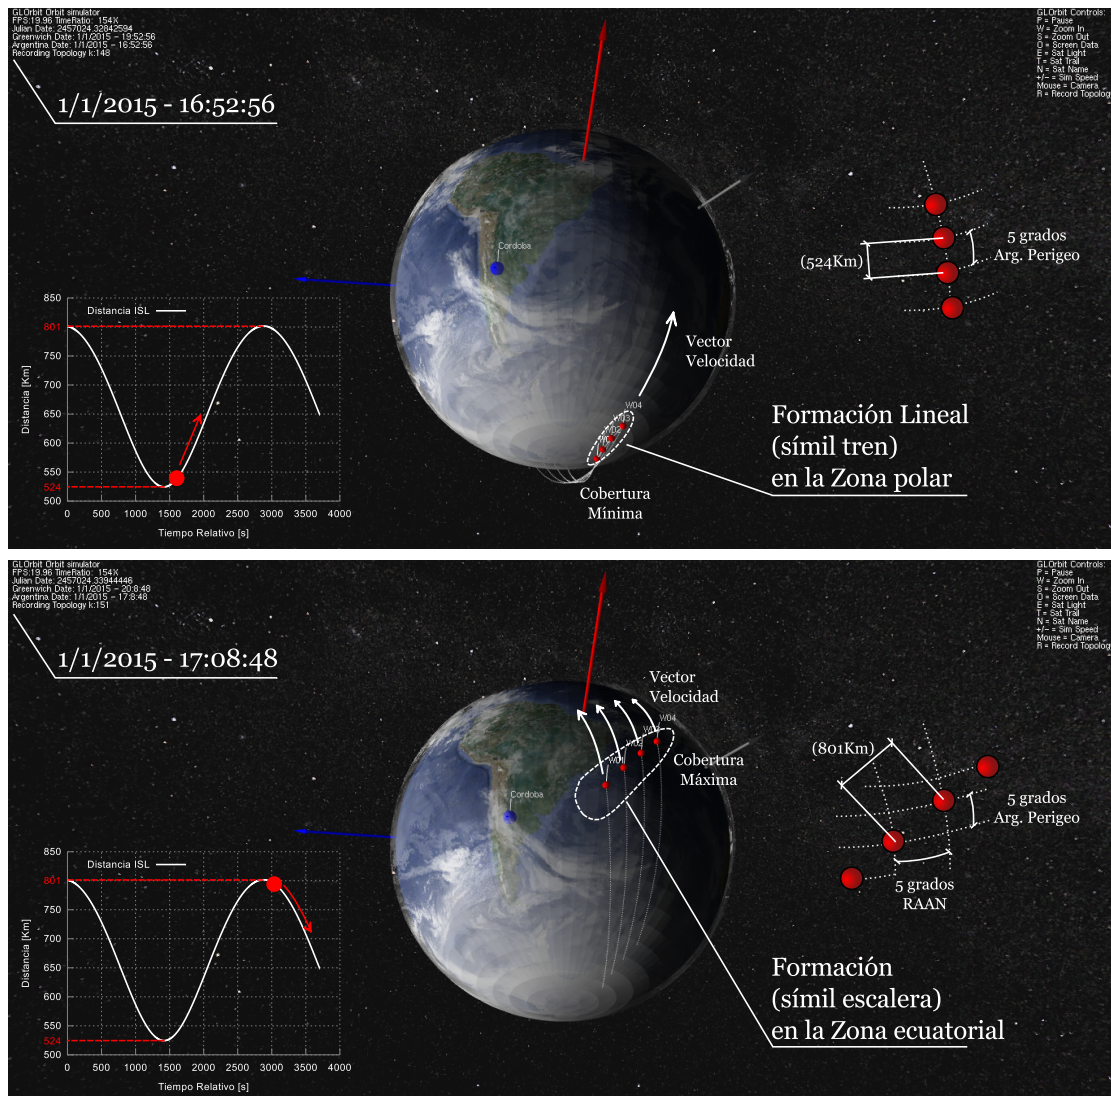 GLOrbit Orbit simulator
FPS:19.96 TimeRatio: 154X
Julian Date: 2457024.32842594
Greenwich Date: 1/1/2015 - 19:52:56
Argentina Date: 1/1/2015 - 16:52:56
Recording Topology k:148
1/1/2015 - 16:52:56
GLOrbit Controls:
P = Pause
W = Zoom In
S = Zoom Out
O = Screen Data
E = Sat Light
T = Sat Trail
N = Sat Name
+/- = Sim Speed
Mouse = Camera
R = Record Topolog
Cordoba
5 grados
Arg. Perigeo
(524Km)
Vector
Velocidad
W04
W03
W02
Cobertura
Mínima
Formación Lineal
(símil tren)
en la Zona polar
Distancia ISL
850
801
750
700
650
600
550
524
500
Distancia [Km]
0 500 1000 1500 2000 2500 3000 3500 4000
Tiempo Relativo [s]
GLOrbit Orbit simulator
FPS:19.96 TimeRatio: 154X
Julian Date: 2457024.33944446
Greenwich Date: 1/1/2015 - 20:8:48
Argentina Date: 1/1/2015 - 17:8:48
Recording Topology k:151
1/1/2015 - 17:08:48
GLOrbit Controls:
P = Pause
W = Zoom In
S = Zoom Out
O = Screen Data
E = Sat Light
T = Sat Trail
N = Sat Name
+/- = Sim Speed
Mouse = Camera
R = Record Topolog
Vector
Velocidad
W04
W02
W01
Cobertura
Máxima
Cordoba
(801Km)
5 grados
Arg. Perigeo
5 grados
RAAN
Formación
(símil escalera)
en la Zona ecuatorial
Distancia ISL
850
801
750
700
650
600
550
524
500
Distancia [Km]
0 500 1000 1500 2000 2500 3000 3500 4000
Tiempo Relativo [s]